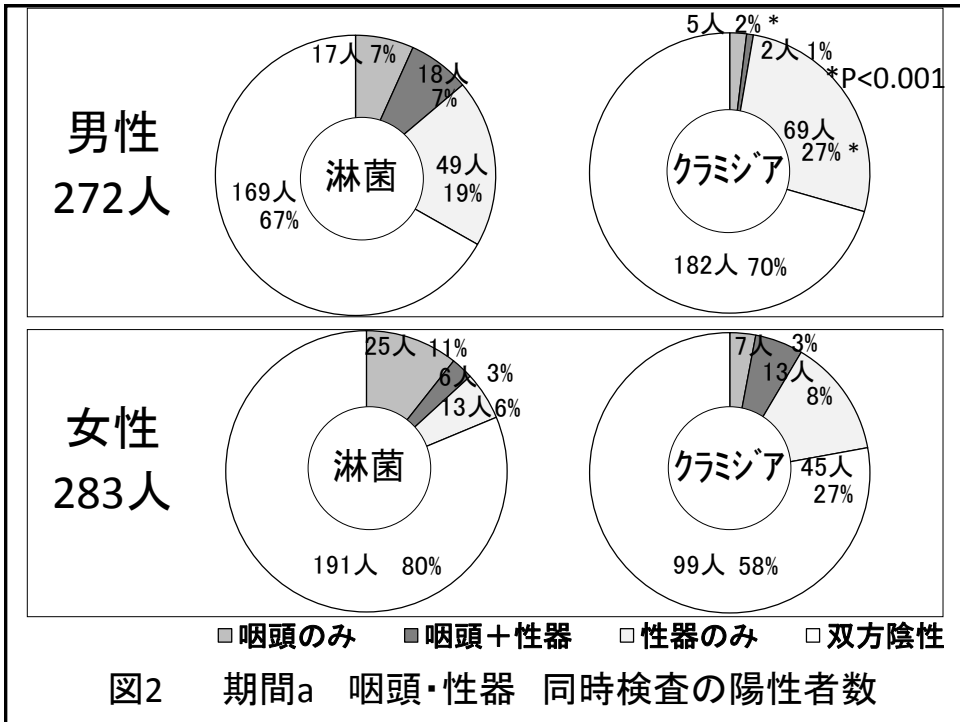 男性
272人
17人 7%
18人
7%
49人
19%
169人
67%
淋菌
5人 2% *
2人 1%
*P<0.001
69人
27% *
182人 70%
クラミジア
女性
283人
25人 11%
6人 3%
13人 6%
191人 80%
淋菌
7人 3%
13人
8%
45人
27%
99人 58%
クラミジア
咽頭のみ 咽頭＋性器 性器のみ 双方陰性
図2 期間a 咽頭・性器 同時検査の陽性者数